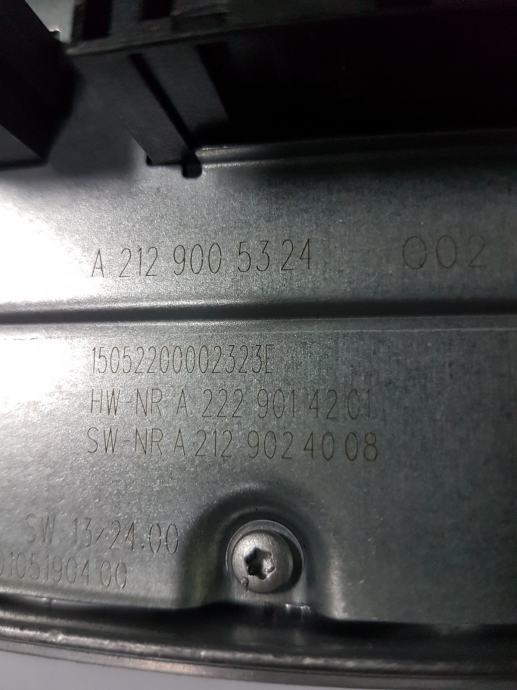 A 212 900 53 24 002
15052200002323E
HW-NR A 222 901 42 01
SW-NR A 212 902 40 08
SW 13/24.00
0105190400